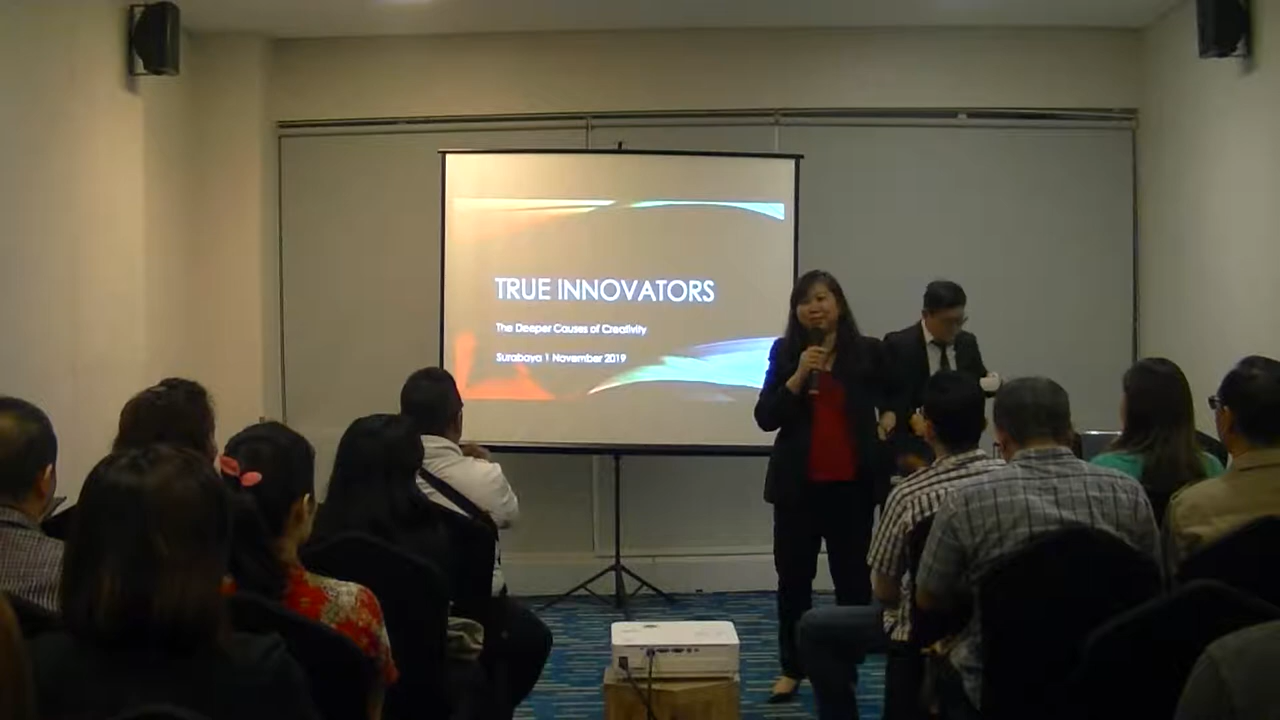 TRUE INNOVATORS
The Deeper Causes of Creativity
Surabaya 1 November 2019